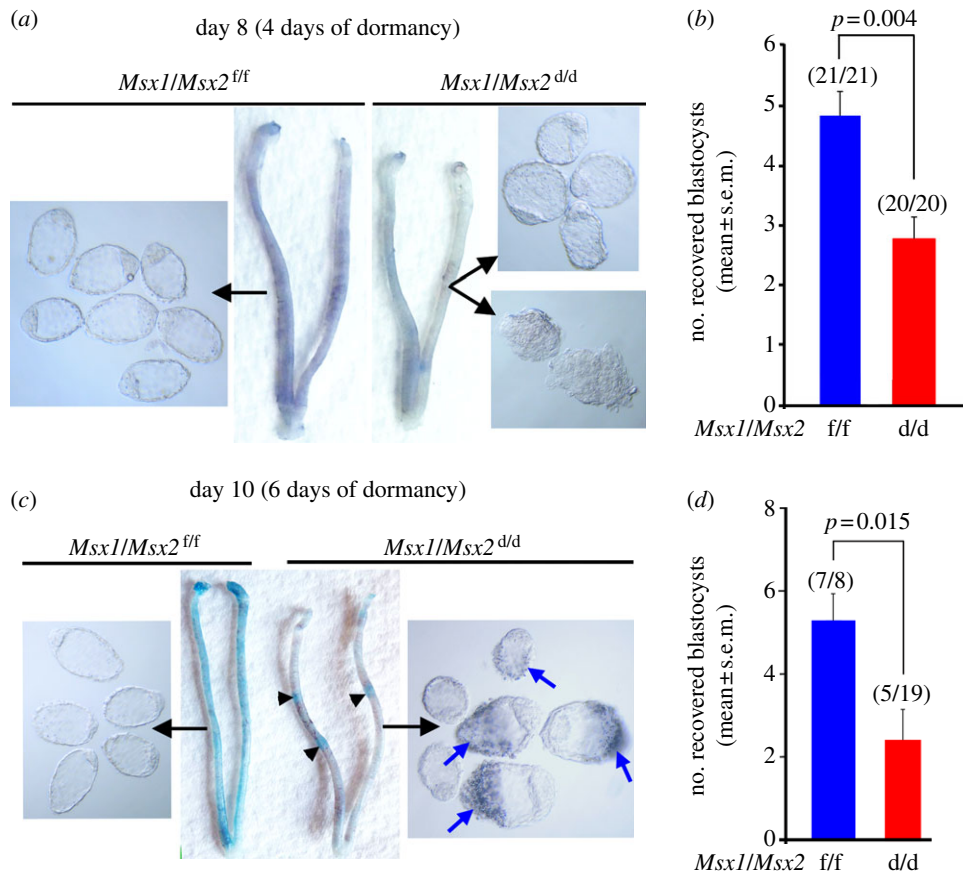 (a)
day 8 (4 days of dormancy)
Msx1/Msx2 f/f
Msx1/Msx2 d/d
(b)
p = 0.004
6
5
4
3
2
1
0
no. recovered blastocysts
(mean ± s.e.m.)
(21/21)
(20/20)
Msx1/Msx2 f/f d/d
(c)
day 10 (6 days of dormancy)
Msx1/Msx2 f/f
Msx1/Msx2 d/d
(d)
p = 0.015
8
6
4
2
0
no. recovered blastocysts
(mean ± s.e.m.)
(7/8)
(5/19)
Msx1/Msx2 f/f d/d